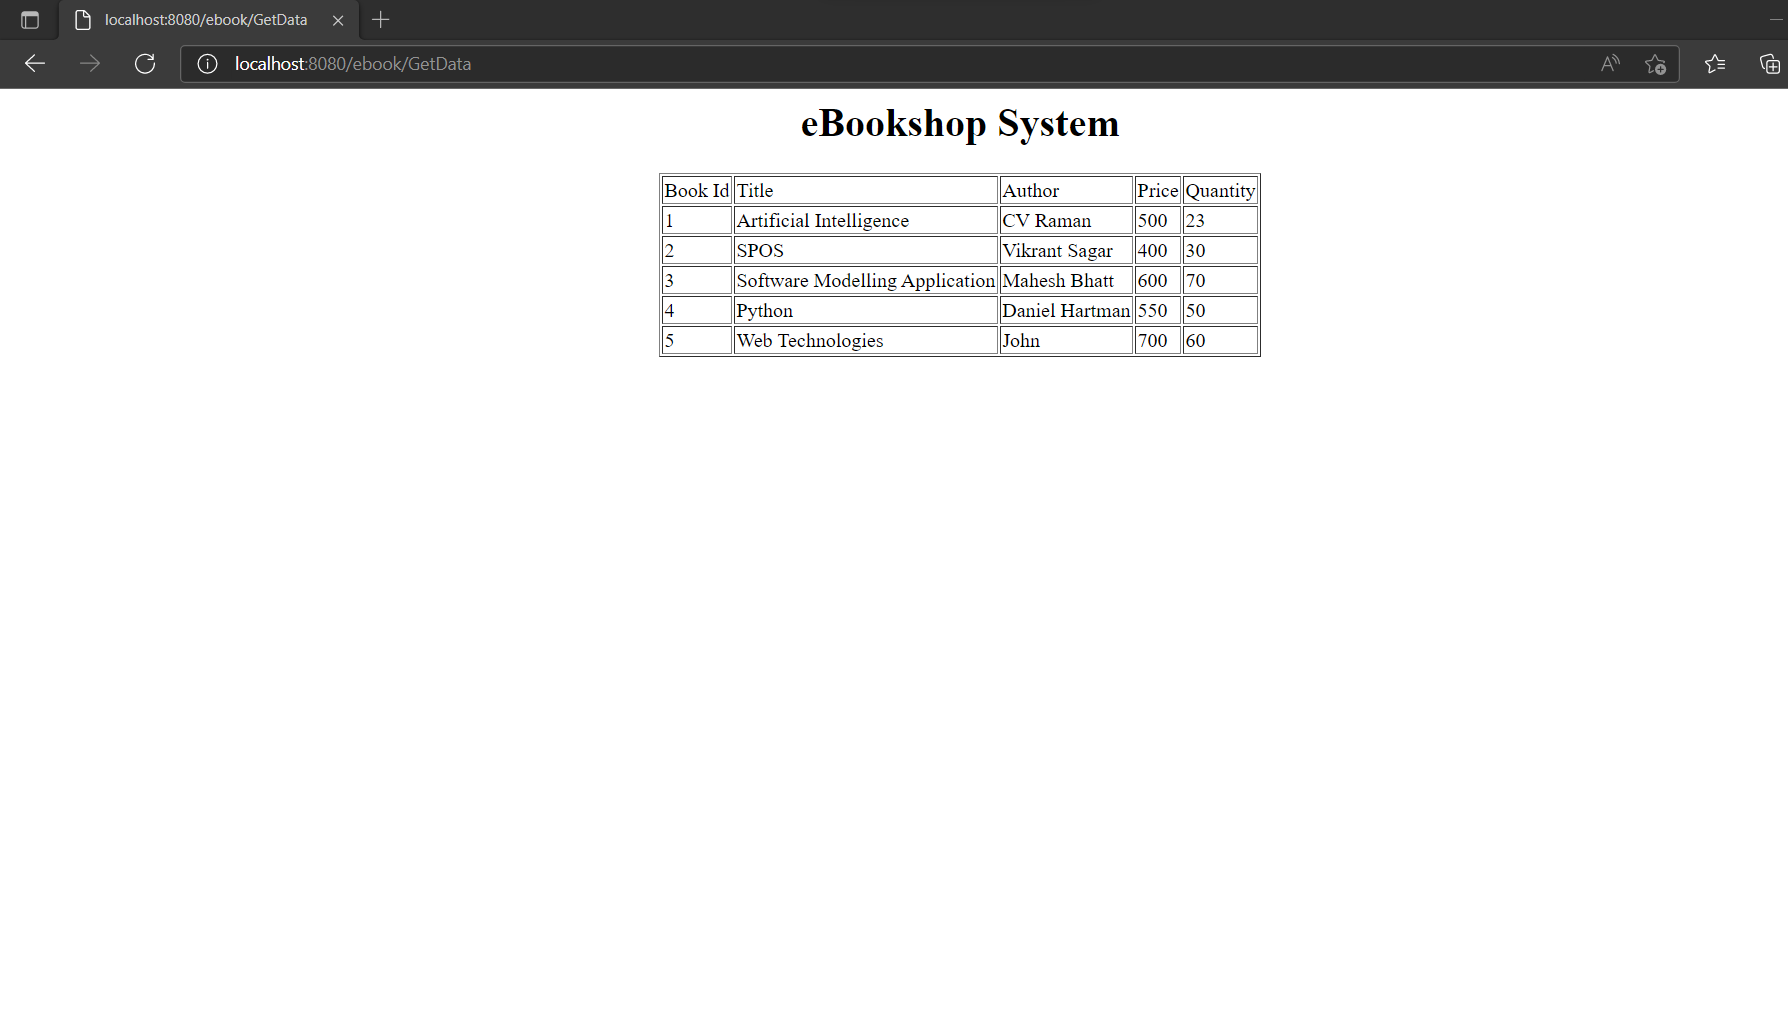 localhost:8080/ebook/GetData
localhost:8080/ebook/GetData
eBookshop System
Book Id Title Author Price Quantity
1 Artificial Intelligence CV Raman 500 23
2 SPOS Vikrant Sagar 400 30
3 Software Modelling Application Mahesh Bhatt 600 70
4 Python Daniel Hartman 550 50
5 Web Technologies John 700 60